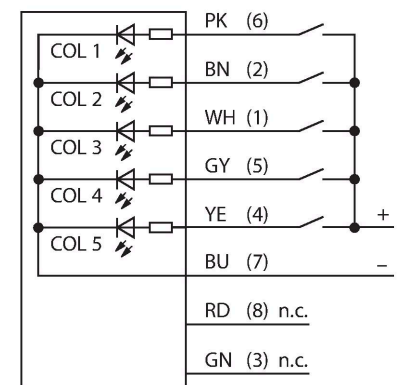 PK (6)
COL 1
BN (2)
COL 2
WH (1)
COL 3
GY (5)
COL 4
YE (4)
+
COL 5
BU (7)
–
RD (8) n.c.
GN (3) n.c.